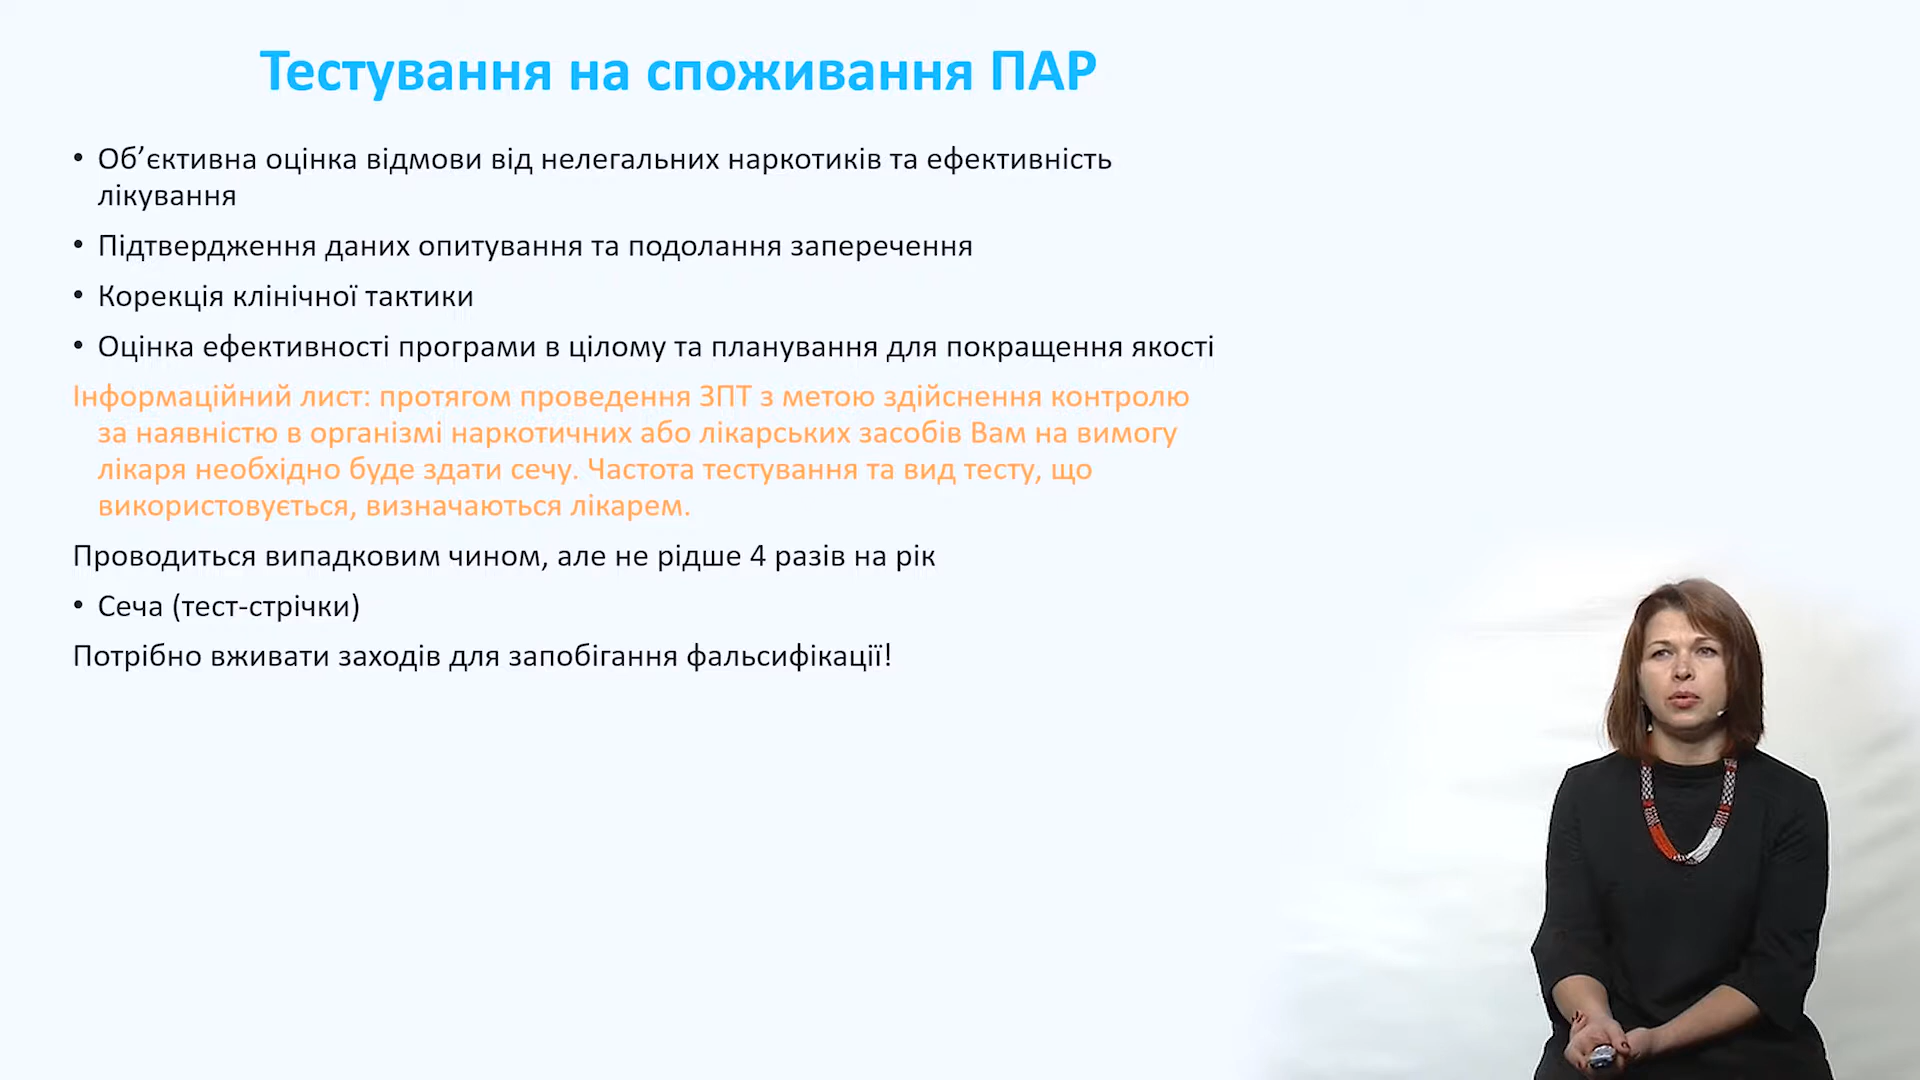 Тестування на споживання ПАР
• Об’єктивна оцінка відмови від нелегальних наркотиків та ефективність
лікування
• Підтвердження даних опитування та подолання заперечення
• Корекція клінічної тактики
• Оцінка ефективності програми в цілому та планування для покращення якості
Інформаційний лист: протягом проведення ЗПТ з метою здійснення контролю
за наявністю в організмі наркотичних або лікарських засобів Вам на вимогу
лікаря необхідно буде здати сечу. Частота тестування та вид тесту, що
використовується, визначаються лікарем.
Проводиться випадковим чином, але не рідше 4 разів на рік
• Сеча (тест-стрічки)
Потрібно вживати заходів для запобігання фальсифікації!